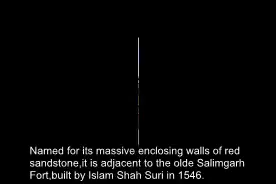 Named for its massive enclosing walls of red
sandstone,it is adjacent to the olde Salimgarh
Fort,built by Islam Shah Suri in 1546.